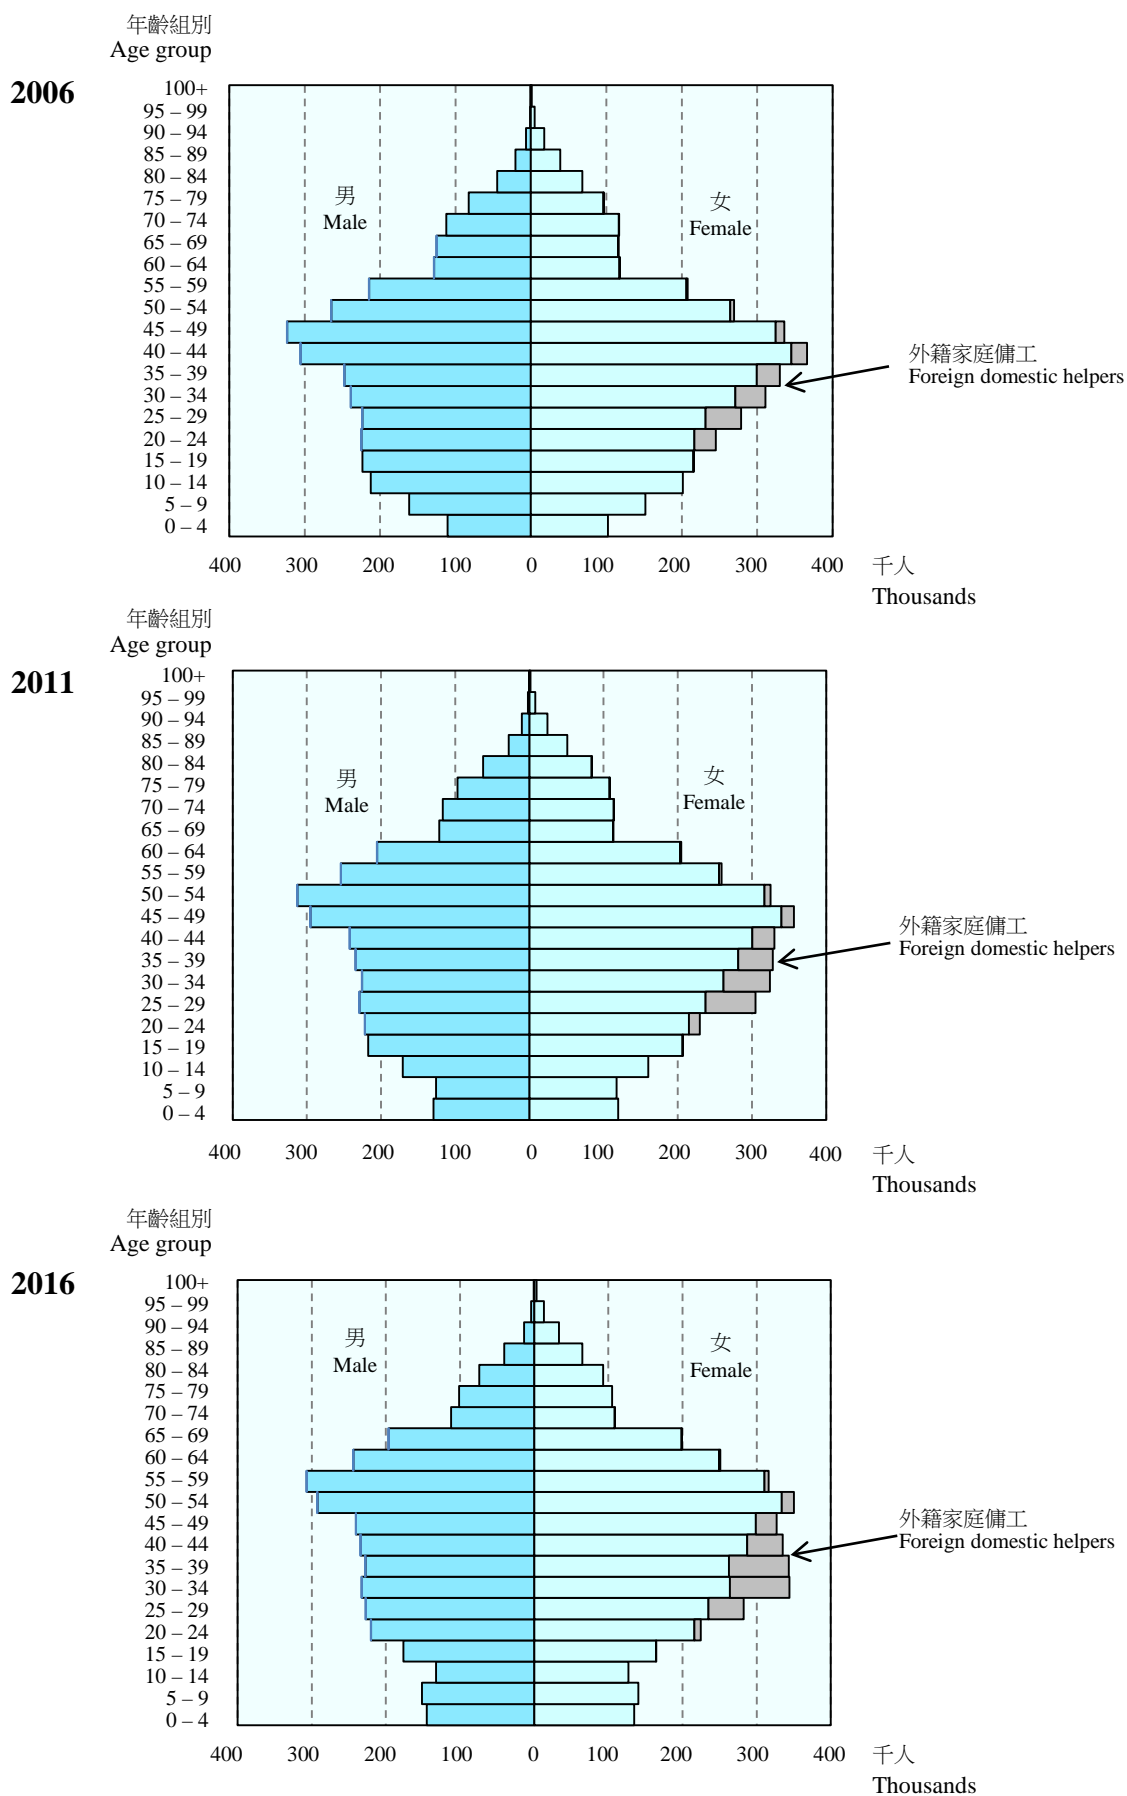 年齡組別
Age group
2006
100+
95 – 99
90 – 94
85 – 89
80 – 84
75 – 79
70 – 74
65 – 69
60 – 64
55 – 59
50 – 54
45 – 49
40 – 44
35 – 39
30 – 34
25 – 29
20 – 24
15 – 19
10 – 14
5 – 9
0 – 4
男
Male
女
Female
外籍家庭傭工
Foreign domestic helpers
400 300 200 100 0 100 200 300 400 千人
Thousands
年齡組別
Age group
2011
100+
95 – 99
90 – 94
85 – 89
80 – 84
75 – 79
70 – 74
65 – 69
60 – 64
55 – 59
50 – 54
45 – 49
40 – 44
35 – 39
30 – 34
25 – 29
20 – 24
15 – 19
10 – 14
5 – 9
0 – 4
男
Male
女
Female
外籍家庭傭工
Foreign domestic helpers
400 300 200 100 0 100 200 300 400 千人
Thousands
年齡組別
Age group
2016
100+
95 – 99
90 – 94
85 – 89
80 – 84
75 – 79
70 – 74
65 – 69
60 – 64
55 – 59
50 – 54
45 – 49
40 – 44
35 – 39
30 – 34
25 – 29
20 – 24
15 – 19
10 – 14
5 – 9
0 – 4
男
Male
女
Female
外籍家庭傭工
Foreign domestic helpers
400 300 200 100 0 100 200 300 400 千人
Thousands